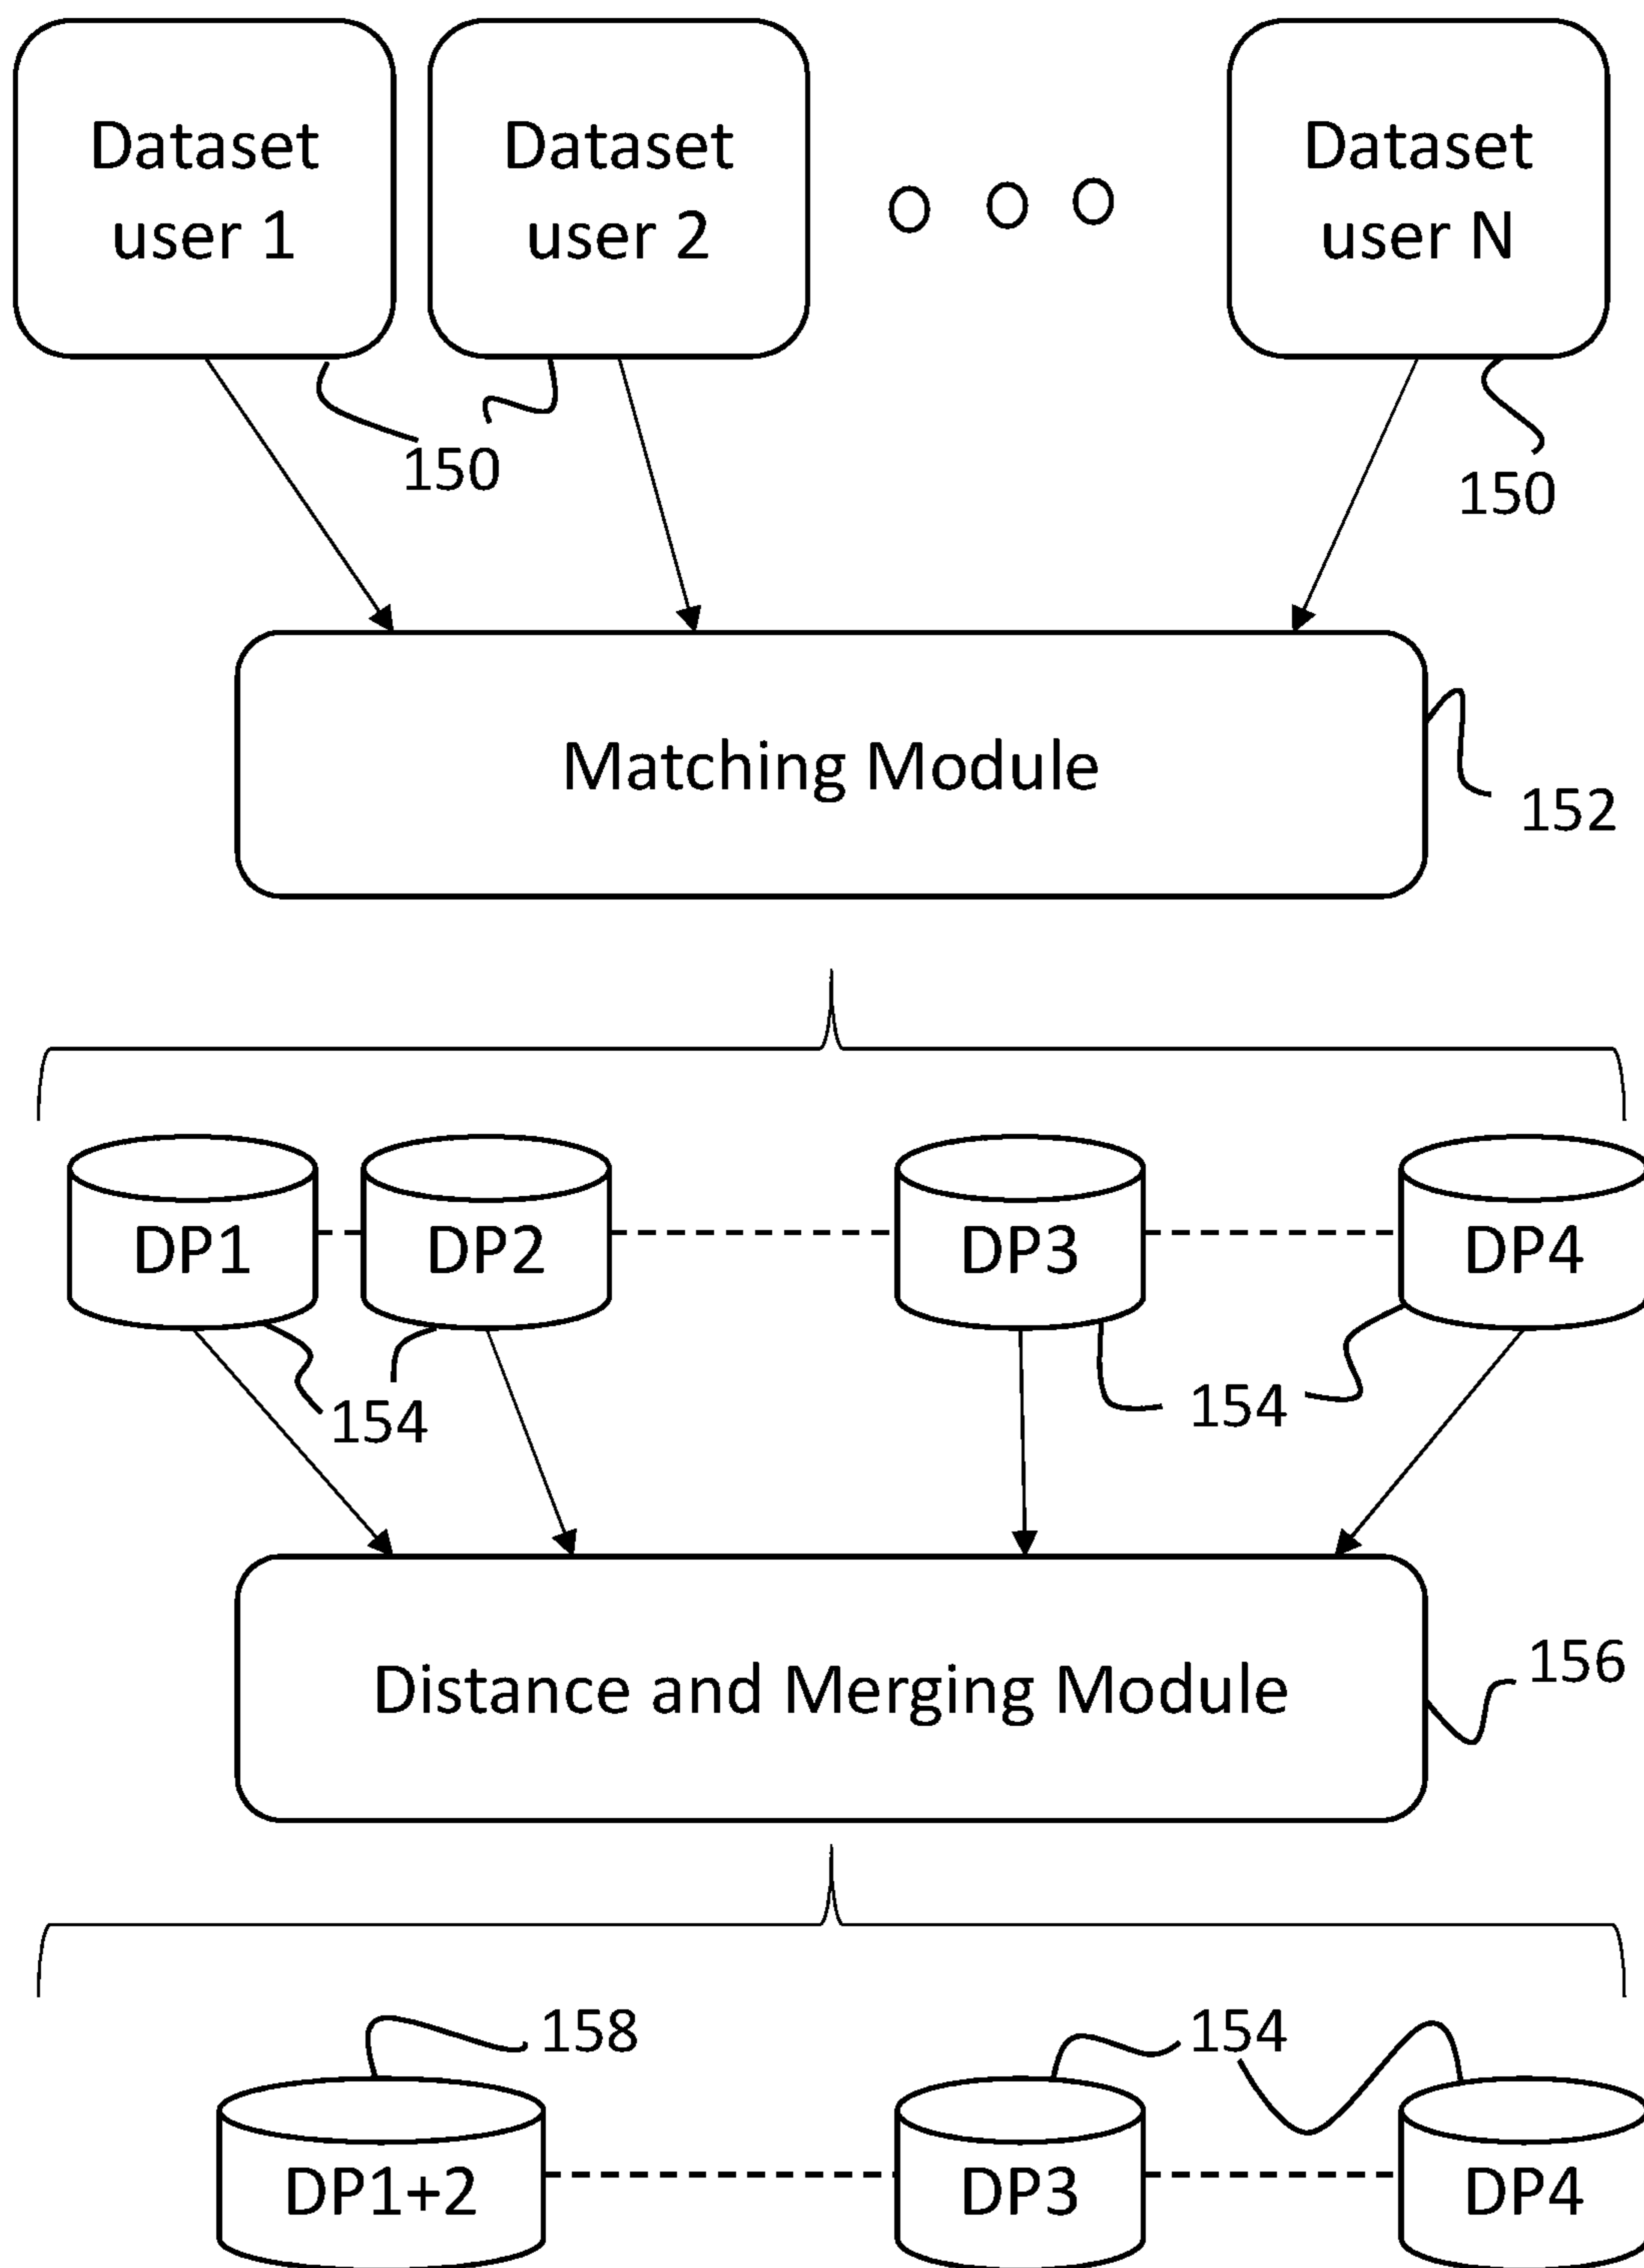 Dataset
user 1
Dataset
user 2
Dataset
user N
150
150
Matching Module
152
DP1
DP2
DP3
DP4
154
154
Distance and Merging Module
156
158
154
DP1+2
DP3
DP4